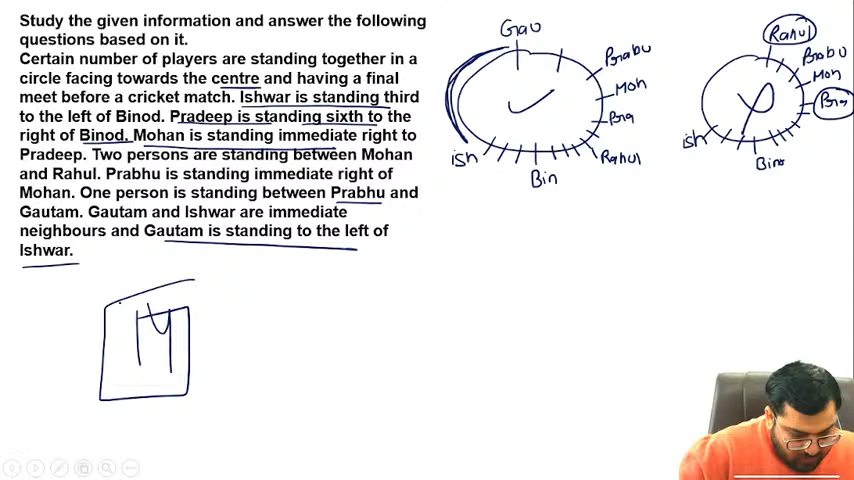 Study the given information and answer the following
questions based on it.
Certain number of players are standing together in a
circle facing towards the centre and having a final
meet before a cricket match. Ishwar is standing third
to the left of Binod. Pradeep is standing sixth to the
right of Binod. Mohan is standing immediate right to
Pradeep. Two persons are standing between Mohan
and Rahul. Prabhu is standing immediate right of
Mohan. One person is standing between Prabhu and
Gautam. Gautam and Ishwar are immediate
neighbours and Gautam is standing to the left of
Ishwar.
14
Gau
Prabu
Moh
Pra
Rahul
Bin
ish
Rahul
Prabu
Moh
Pra
Bin
ish